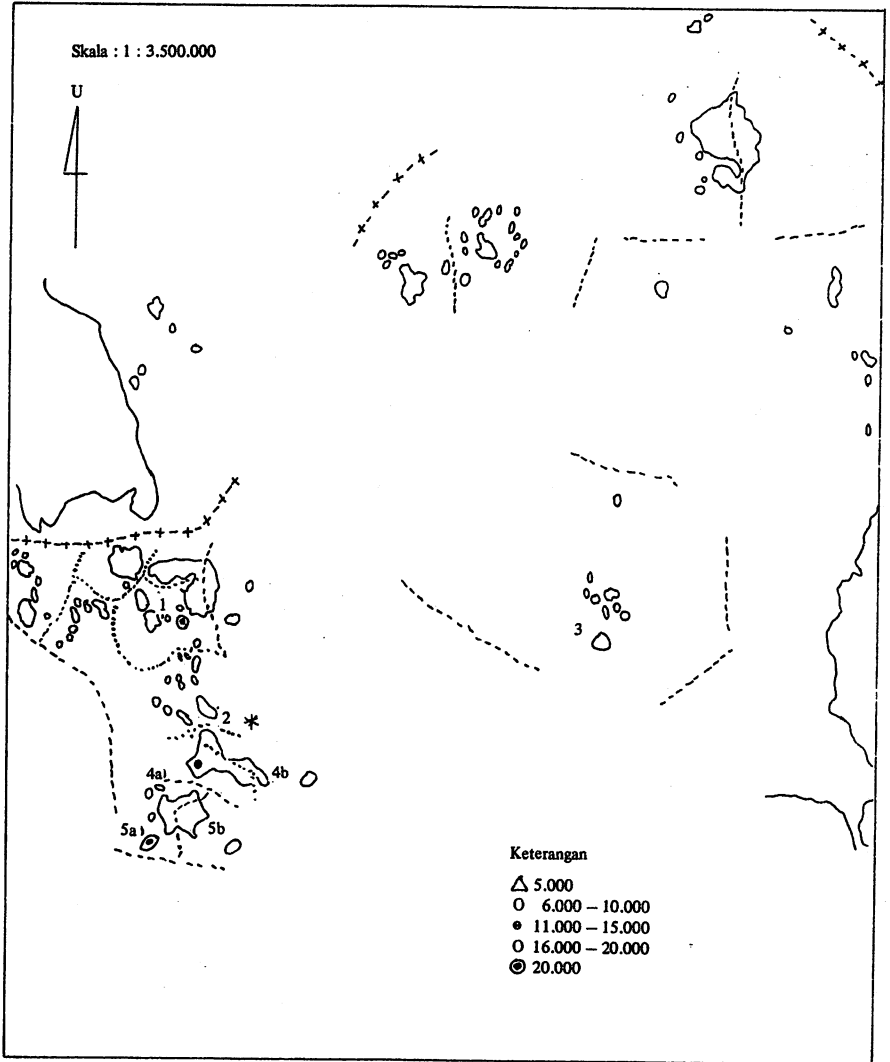 Skala : 1 : 3.500.000
U
1
3
2 *
4a)
4b
5a)
5b
Keterangan
△ 5.000
O 6.000 – 10.000
• 11.000 – 15.000
O 16.000 – 20.000
◉ 20.000